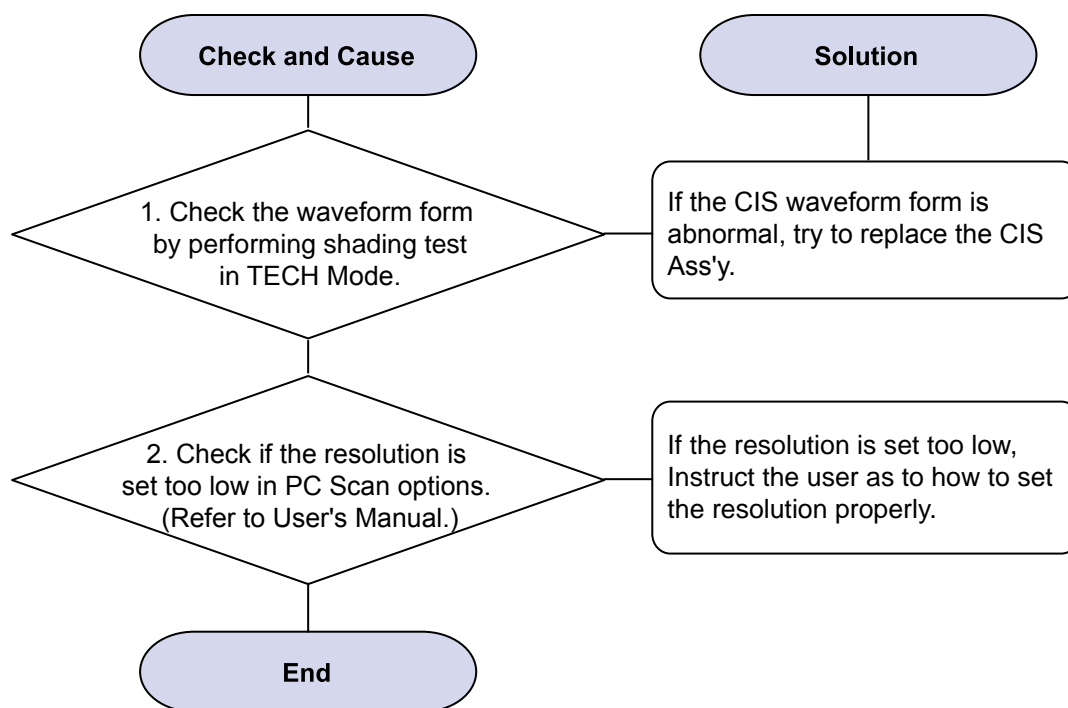 Check and Cause
Solution
1. Check the waveform form
by performing shading test
in TECH Mode.
If the CIS waveform form is
abnormal, try to replace the CIS
Ass'y.
2. Check if the resolution is
set too low in PC Scan options.
(Refer to User's Manual.)
If the resolution is set too low,
Instruct the user as to how to set
the resolution properly.
End